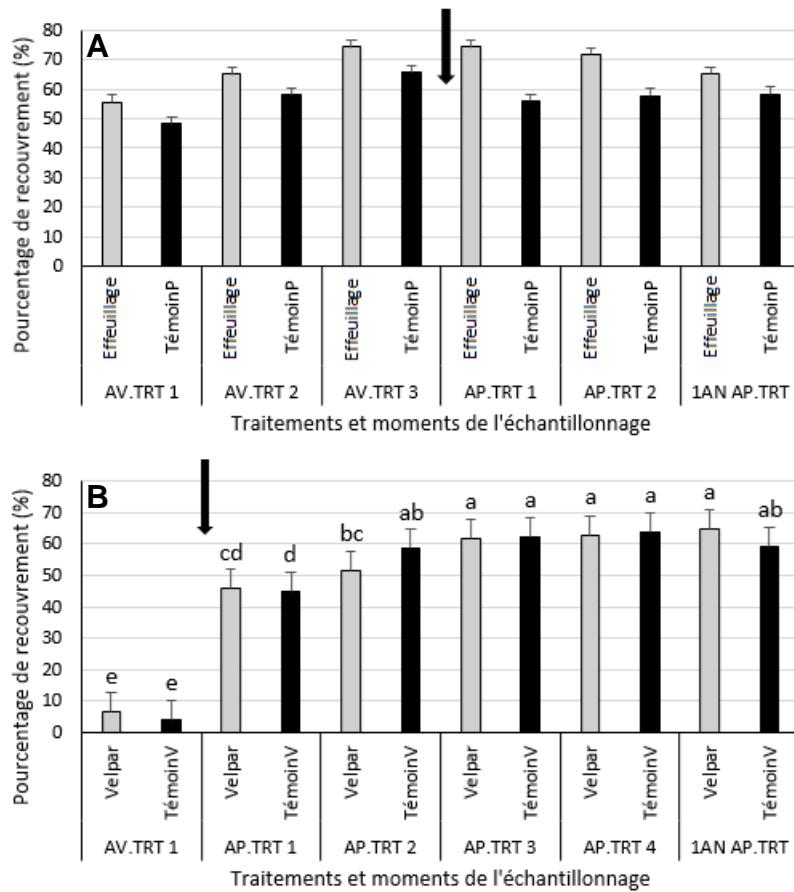 A
Pourcentage de recouvrement (%)
80
70
60
50
40
30
20
10
0
Effeuillage TémoinP Effeuillage TémoinP Effeuillage TémoinP Effeuillage TémoinP Effeuillage TémoinP Effeuillage TémoinP
AV.TRT 1 AV.TRT 2 AV.TRT 3 AP.TRT 1 AP.TRT 2 1AN AP.TRT
Traitements et moments de l'échantillonnage
B
Pourcentage de recouvrement (%)
80
70
60
50
40
30
20
10
0
e e cd d bc ab a a a a a ab
Velpar TémoinV Velpar TémoinV Velpar TémoinV Velpar TémoinV Velpar TémoinV Velpar TémoinV
AV.TRT 1 AP.TRT 1 AP.TRT 2 AP.TRT 3 AP.TRT 4 1AN AP.TRT
Traitements et moments de l'échantillonnage